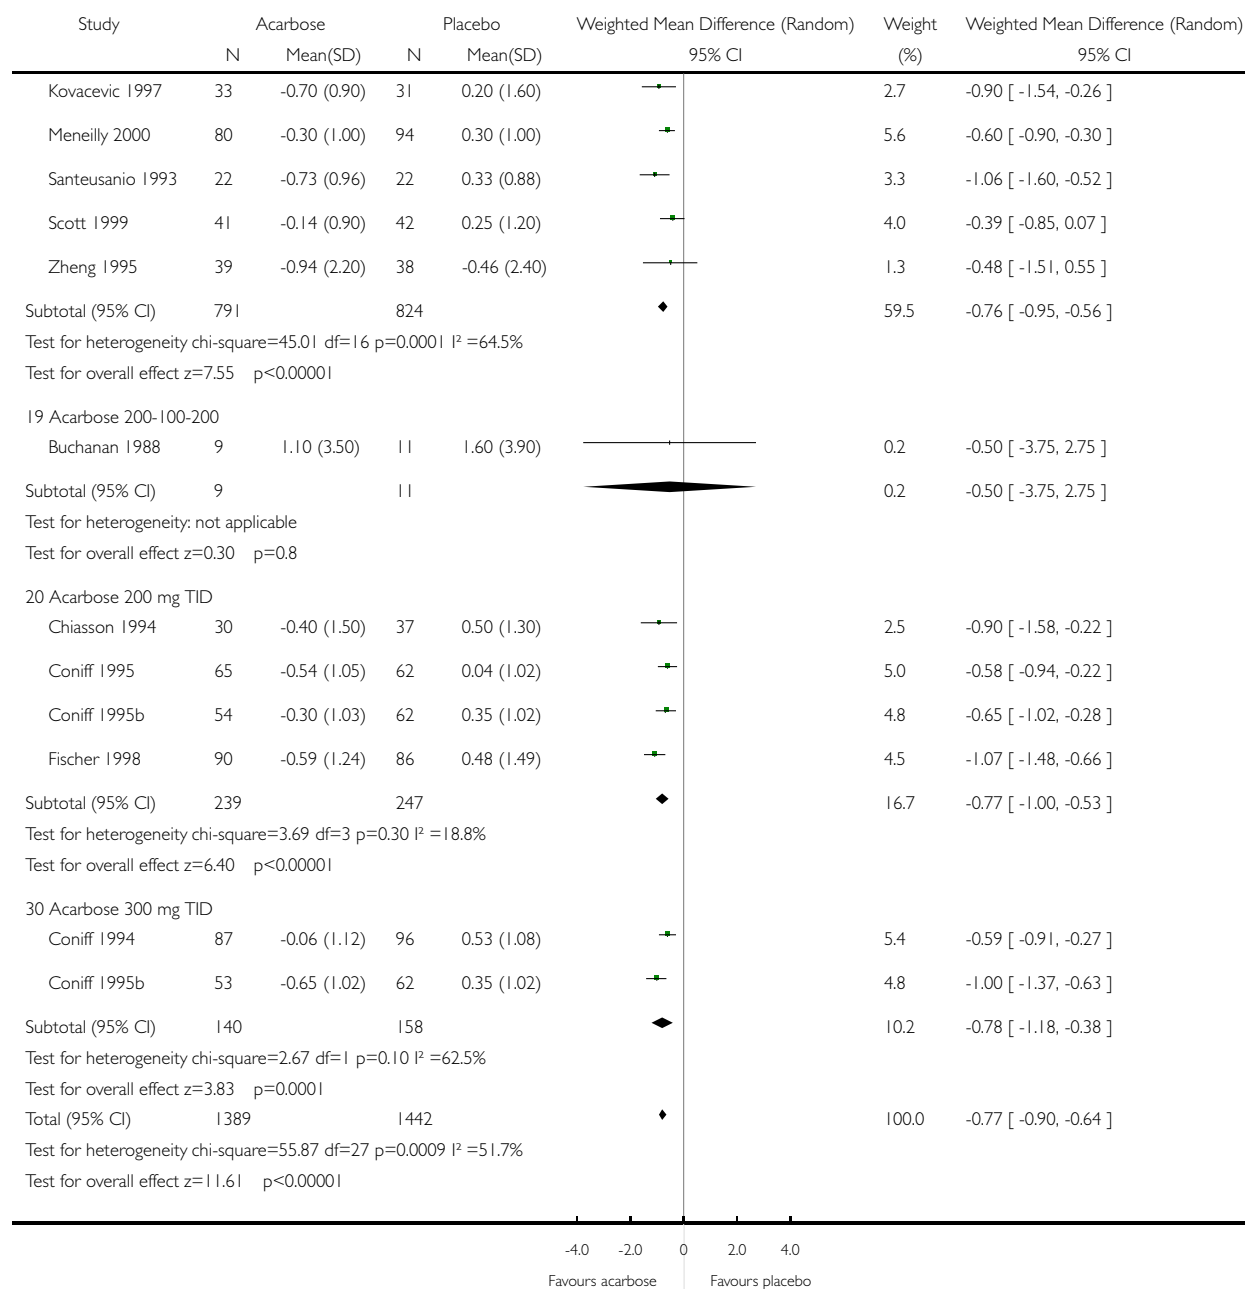 Study Acarbose Placebo Weighted Mean Difference (Random) Weight Weighted Mean Difference (Random)
N Mean(SD) N Mean(SD) 95% CI (%) 95% CI
Kovacevic 1997 33 -0.70 (0.90) 31 0.20 (1.60) 2.7 -0.90 [ -1.54, -0.26 ]
Meneilly 2000 80 -0.30 (1.00) 94 0.30 (1.00) 5.6 -0.60 [ -0.90, -0.30 ]
Santeusanio 1993 22 -0.73 (0.96) 22 0.33 (0.88) 3.3 -1.06 [ -1.60, -0.52 ]
Scott 1999 41 -0.14 (0.90) 42 0.25 (1.20) 4.0 -0.39 [ -0.85, 0.07 ]
Zheng 1995 39 -0.94 (2.20) 38 -0.46 (2.40) 1.3 -0.48 [ -1.51, 0.55 ]
Subtotal (95% CI) 791 824 59.5 -0.76 [ -0.95, -0.56 ]
Test for heterogeneity chi-square=45.01 df=16 p=0.0001 I² =64.5%
Test for overall effect z=7.55 p<0.00001
19 Acarbose 200-100-200
Buchanan 1988 9 1.10 (3.50) 11 1.60 (3.90) 0.2 -0.50 [ -3.75, 2.75 ]
Subtotal (95% CI) 9 11 0.2 -0.50 [ -3.75, 2.75 ]
Test for heterogeneity: not applicable
Test for overall effect z=0.30 p=0.8
20 Acarbose 200 mg TID
Chiasson 1994 30 -0.40 (1.50) 37 0.50 (1.30) 2.5 -0.90 [ -1.58, -0.22 ]
Coniff 1995 65 -0.54 (1.05) 62 0.04 (1.02) 5.0 -0.58 [ -0.94, -0.22 ]
Coniff 1995b 54 -0.30 (1.03) 62 0.35 (1.02) 4.8 -0.65 [ -1.02, -0.28 ]
Fischer 1998 90 -0.59 (1.24) 86 0.48 (1.49) 4.5 -1.07 [ -1.48, -0.66 ]
Subtotal (95% CI) 239 247 16.7 -0.77 [ -1.00, -0.53 ]
Test for heterogeneity chi-square=3.69 df=3 p=0.30 I² =18.8%
Test for overall effect z=6.40 p<0.00001
30 Acarbose 300 mg TID
Coniff 1994 87 -0.06 (1.12) 96 0.53 (1.08) 5.4 -0.59 [ -0.91, -0.27 ]
Coniff 1995b 53 -0.65 (1.02) 62 0.35 (1.02) 4.8 -1.00 [ -1.37, -0.63 ]
Subtotal (95% CI) 140 158 10.2 -0.78 [ -1.18, -0.38 ]
Test for heterogeneity chi-square=2.67 df=1 p=0.10 I² =62.5%
Test for overall effect z=3.83 p=0.0001
Total (95% CI) 1389 1442 100.0 -0.77 [ -0.90, -0.64 ]
Test for heterogeneity chi-square=55.87 df=27 p=0.0009 I² =51.7%
Test for overall effect z=11.61 p<0.00001
-4.0 -2.0 0 2.0 4.0
Favours acarbose Favours placebo